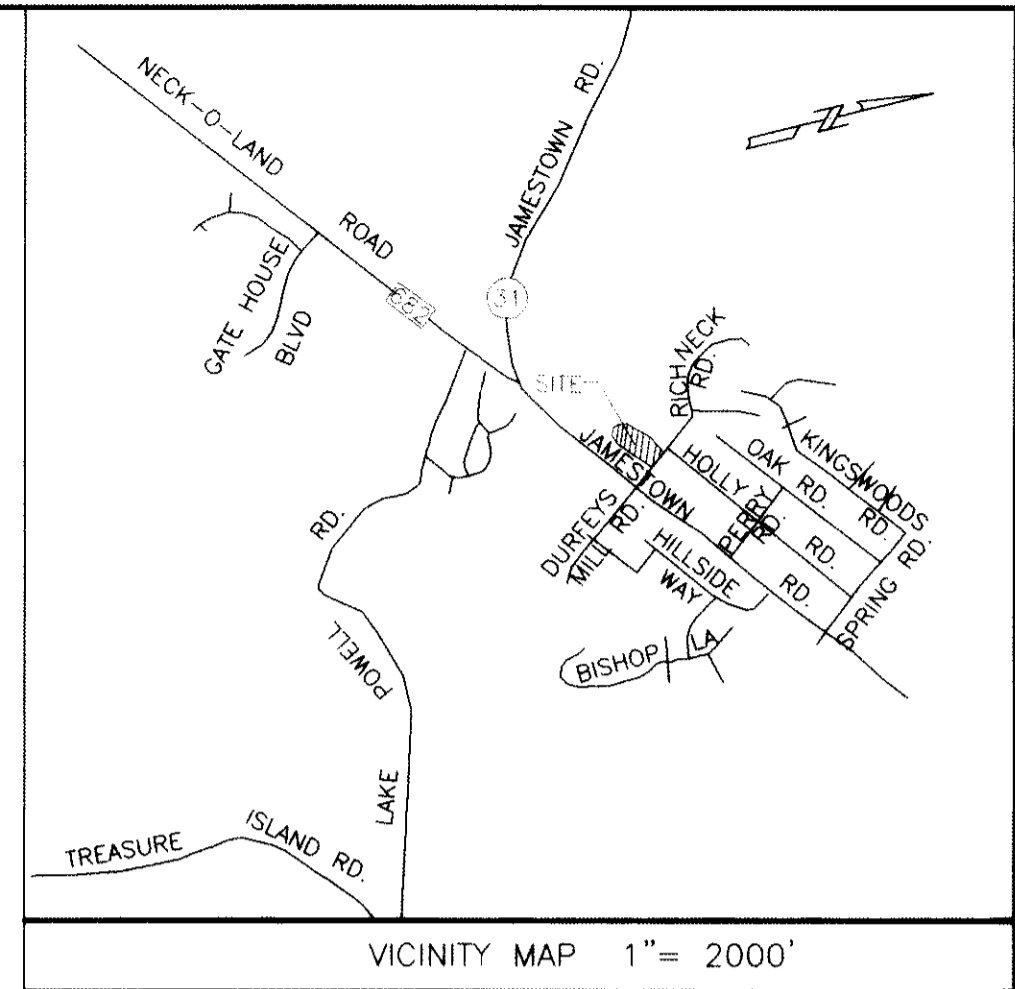 NECK-O-LAND
ROAD
682
JAMESTOWN RD.
31
N
GATE HOUSE
BLVD
SITE
RICH NECK
RD.
JAMESTOWN RD.
HOLLY RD.
OAK RD.
KINGSWOODS
RD.
PERRY
RD.
DURFEYS
MILL RD.
HILLSIDE
WAY
SPRING RD.
BISHOP LA
RD.
POWELL
LAKE
TREASURE ISLAND RD.
VICINITY MAP 1"= 2000'